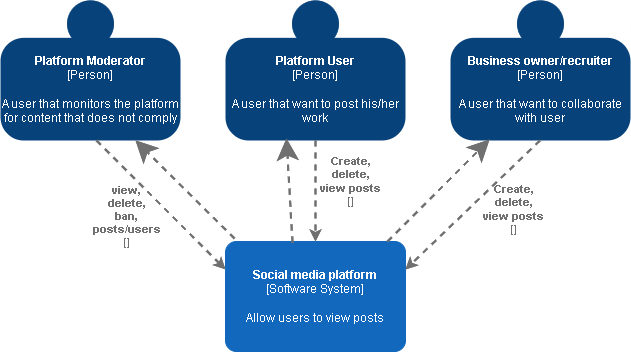 Platform Moderator
[Person]
A user that monitors the platform
for content that does not comply
Platform User
[Person]
A user that want to post his/her
work
Business owner/recruiter
[Person]
A user that want to collaborate
with user
view,
delete,
ban,
posts/users
[]
Create,
delete,
view posts
[]
Create,
delete,
view posts
[]
Social media platform
[Software System]
Allow users to view posts